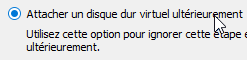 Attacher un disque dur virtuel ultérieurement
Utilisez cette option pour ignorer cette étape e
ultérieurement.